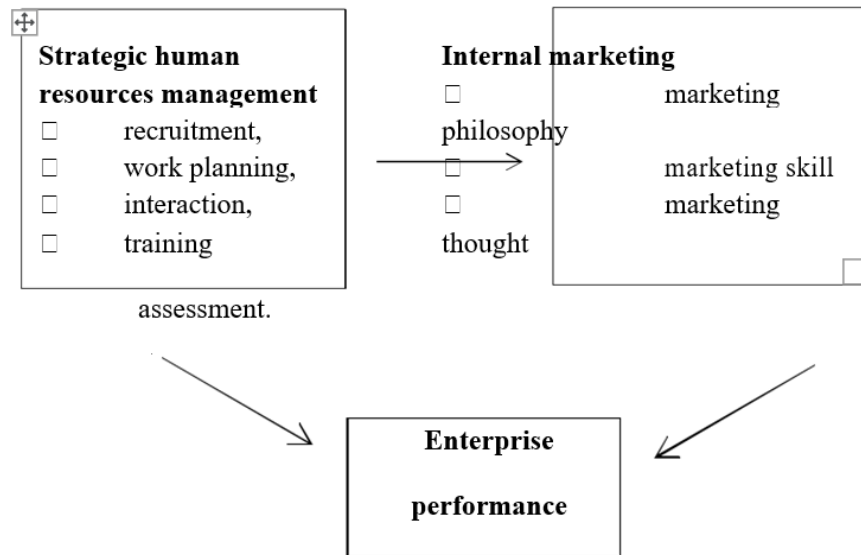 Strategic human
resources management
□ recruitment,
□ work planning,
□ interaction,
□ training
assessment.
Internal marketing
□ marketing
philosophy
□ marketing skill
□ marketing
thought
Enterprise
performance